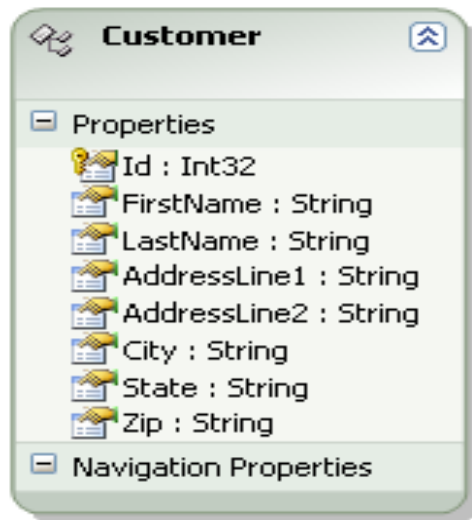 Customer
Properties
Id : Int32
FirstName : String
LastName : String
AddressLine1 : String
AddressLine2 : String
City : String
State : String
Zip : String
Navigation Properties